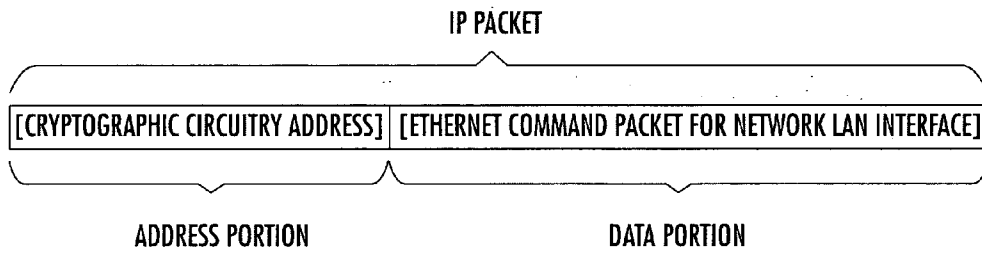 IP PACKET
[CRYPTOGRAPHIC CIRCUITRY ADDRESS] [ETHERNET COMMAND PACKET FOR NETWORK LAN INTERFACE]
ADDRESS PORTION DATA PORTION